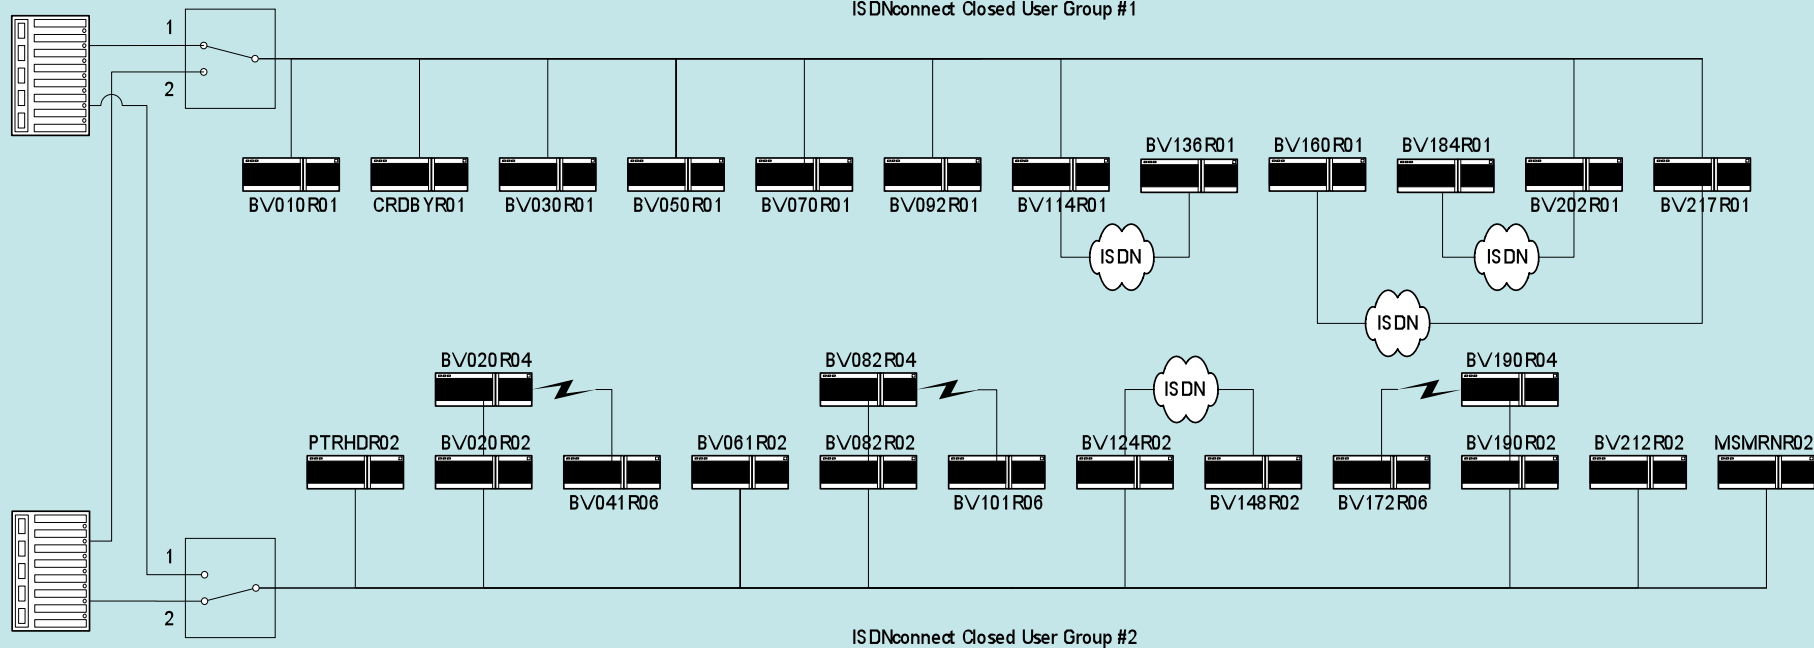 ISDNconnect Closed User Group #1
1
2
BV136R01 BV160R01 BV184R01
BV010R01 CRDBYR01 BV030R01 BV050R01 BV070R01 BV092R01 BV114R01 BV202R01 BV217R01
ISDN ISDN
ISDN
BV020R04 BV082R04 BV190R04
ISDN
PTRHDR02 BV020R02 BV061R02 BV082R02 BV124R02 BV190R02 BV212R02 MSMRNR02
BV041R06 BV101R06 BV148R02 BV172R06
1
2
ISDNconnect Closed User Group #2